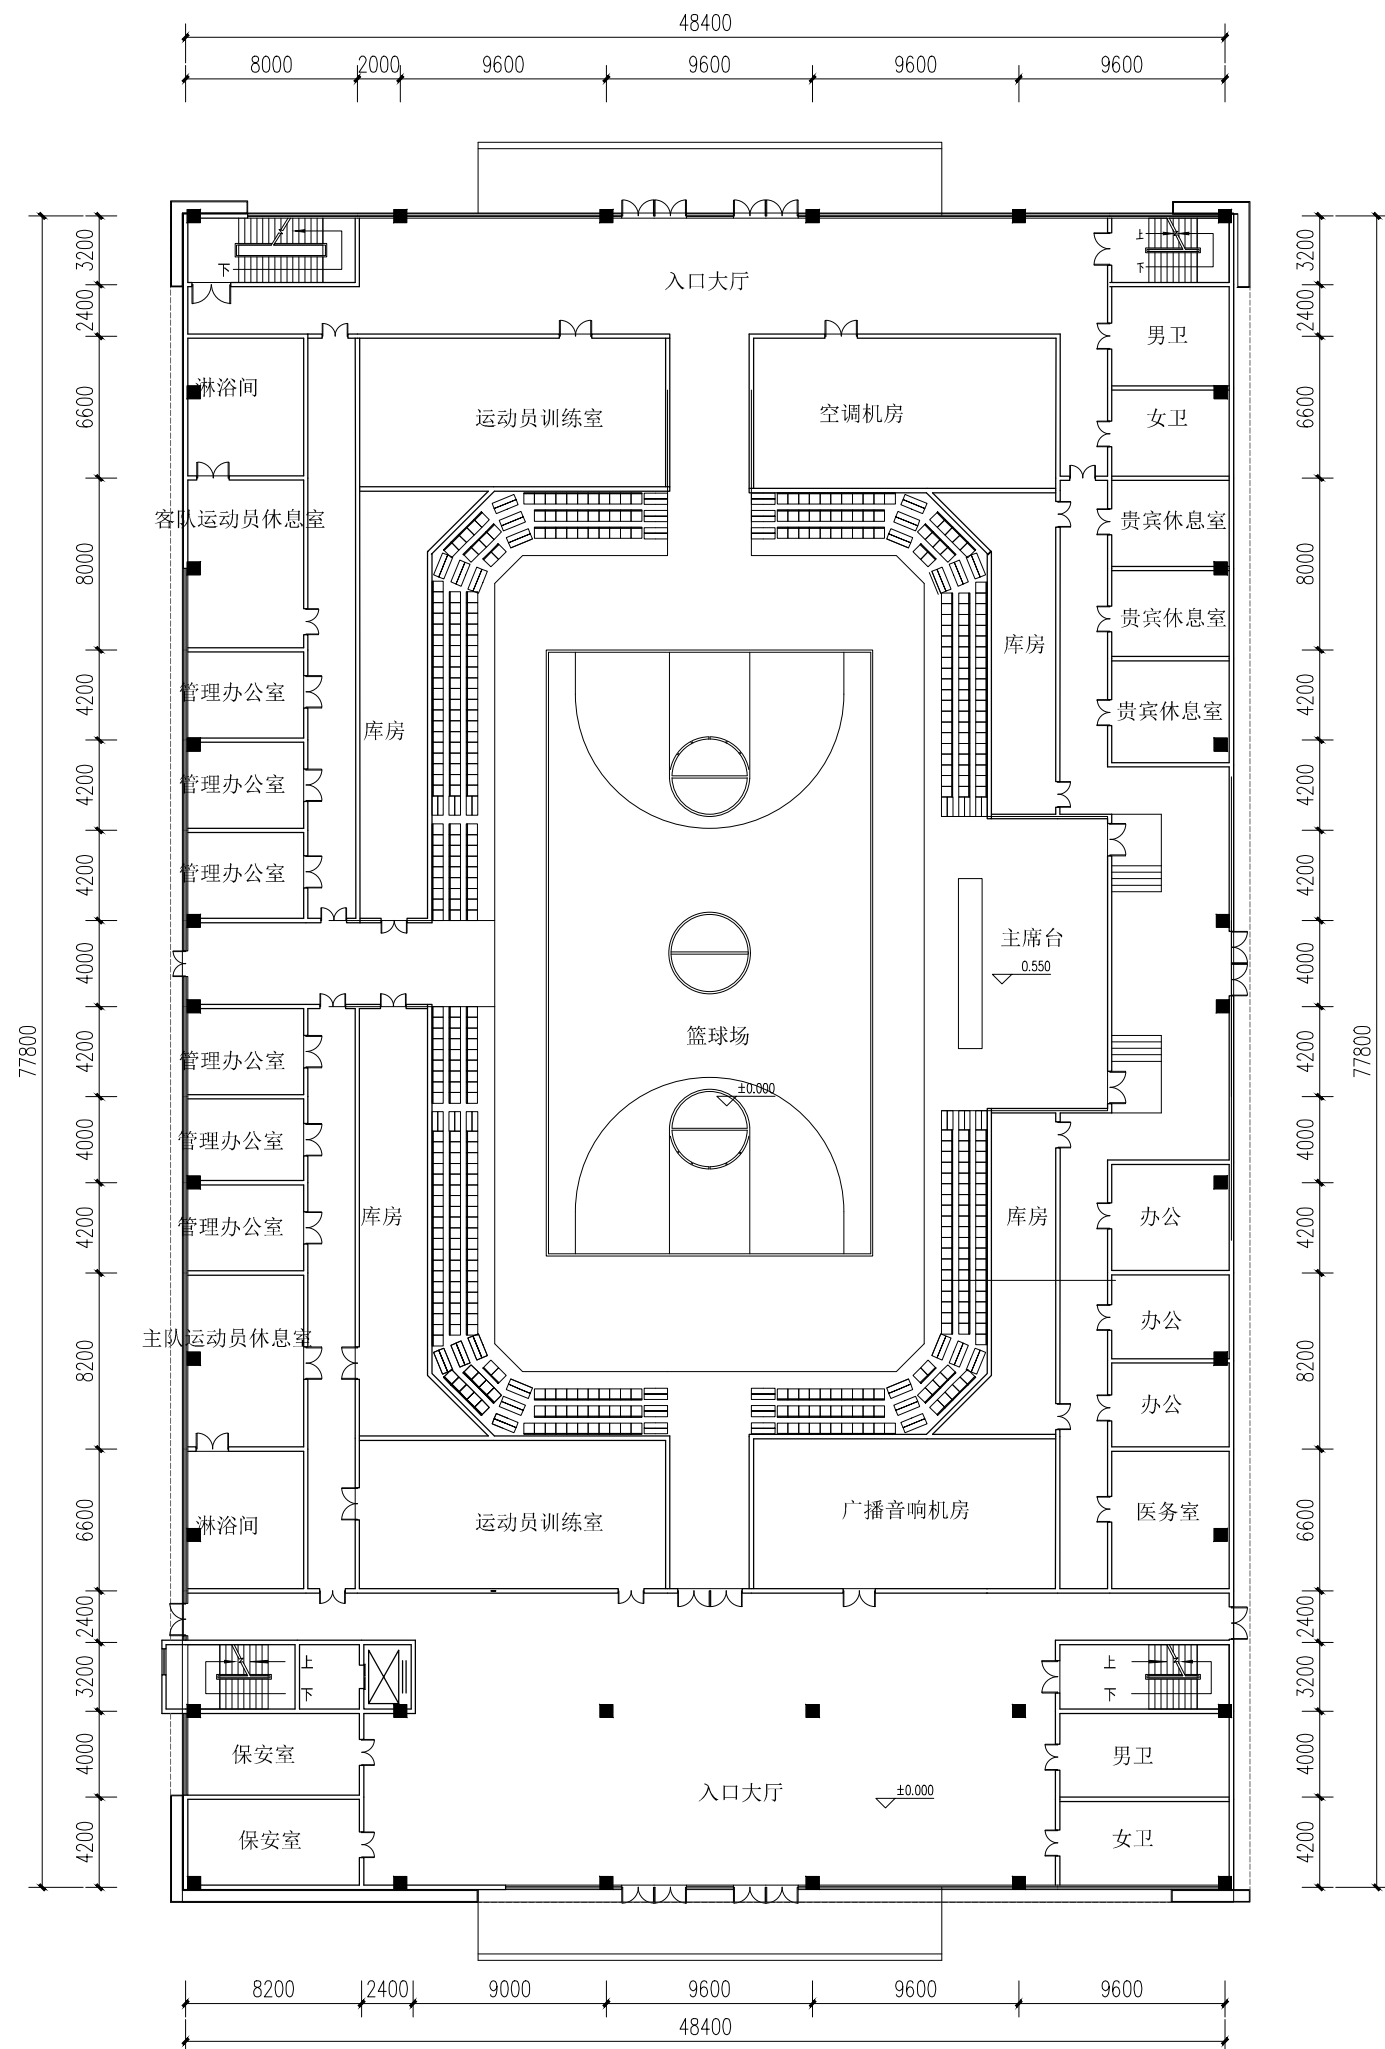 48400
8000 2000 9600 9600 9600 9600
3200
2400
6600
8000
4200
4200
4200
4000
4200
4000
4200
8200
6600
2400
3200
4000
4200
77800
下
入口大厅
上
下
男卫
淋浴间
运动员训练室
空调机房
女卫
客队运动员休息室
贵宾休息室
贵宾休息室
库房
管理办公室
贵宾休息室
库房
管理办公室
管理办公室
主席台
0.550
篮球场
管理办公室
±0.000
管理办公室
管理办公室
库房
库房
办公
主队运动员休息室
办公
办公
淋浴间
运动员训练室
广播音响机房
医务室
上
下
上
下
保安室
男卫
入口大厅
±0.000
保安室
女卫
3200
2400
6600
8000
4200
4200
4200
4000
4200
4000
4200
8200
6600
2400
3200
4000
4200
77800
8200 2400 9000 9600 9600 9600
48400